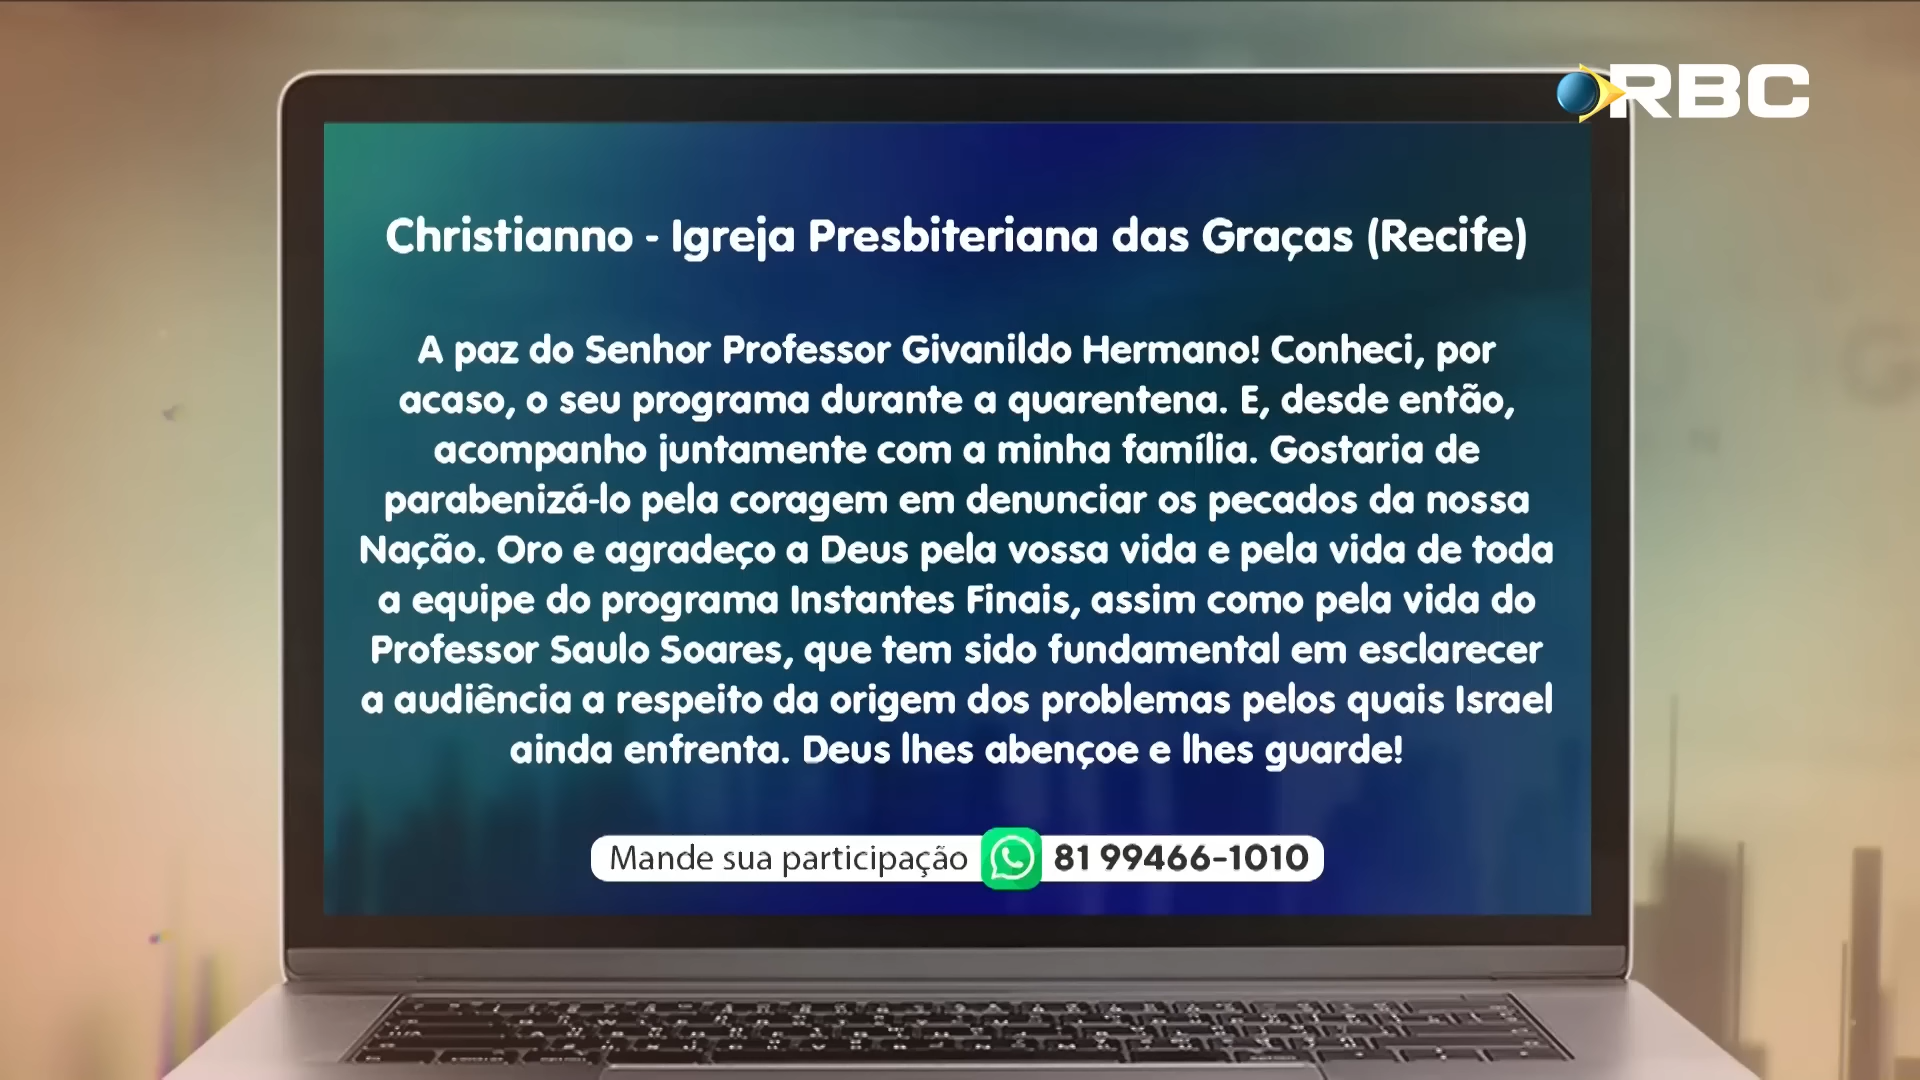 RBC
Christianno - Igreja Presbiteriana das Graças (Recife)
A paz do Senhor Professor Givanildo Hermano! Conheci, por
acaso, o seu programa durante a quarentena. E, desde então,
acompanho juntamente com a minha família. Gostaria de
parabenizá-lo pela coragem em denunciar os pecados da nossa
Nação. Oro e agradeço a Deus pela vossa vida e pela vida de toda
a equipe do programa Instantes Finais, assim como pela vida do
Professor Saulo Soares, que tem sido fundamental em esclarecer
a audiência a respeito da origem dos problemas pelos quais Israel
ainda enfrenta. Deus lhes abençoe e lhes guarde!
Mande sua participação 81 99466-1010